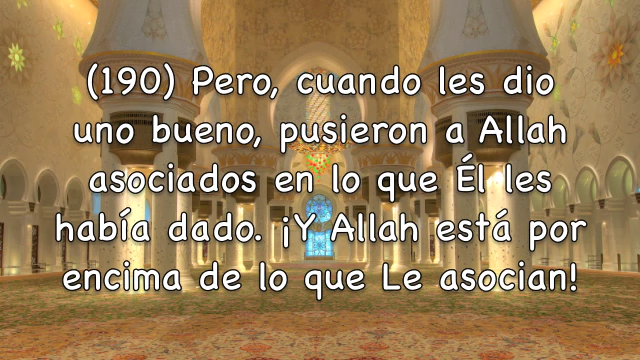 (190) Pero, cuando les dio
uno bueno, pusieron a Allah
asociados en lo que Él les
había dado. ¡Y Allah está por
encima de lo que Le asocian!